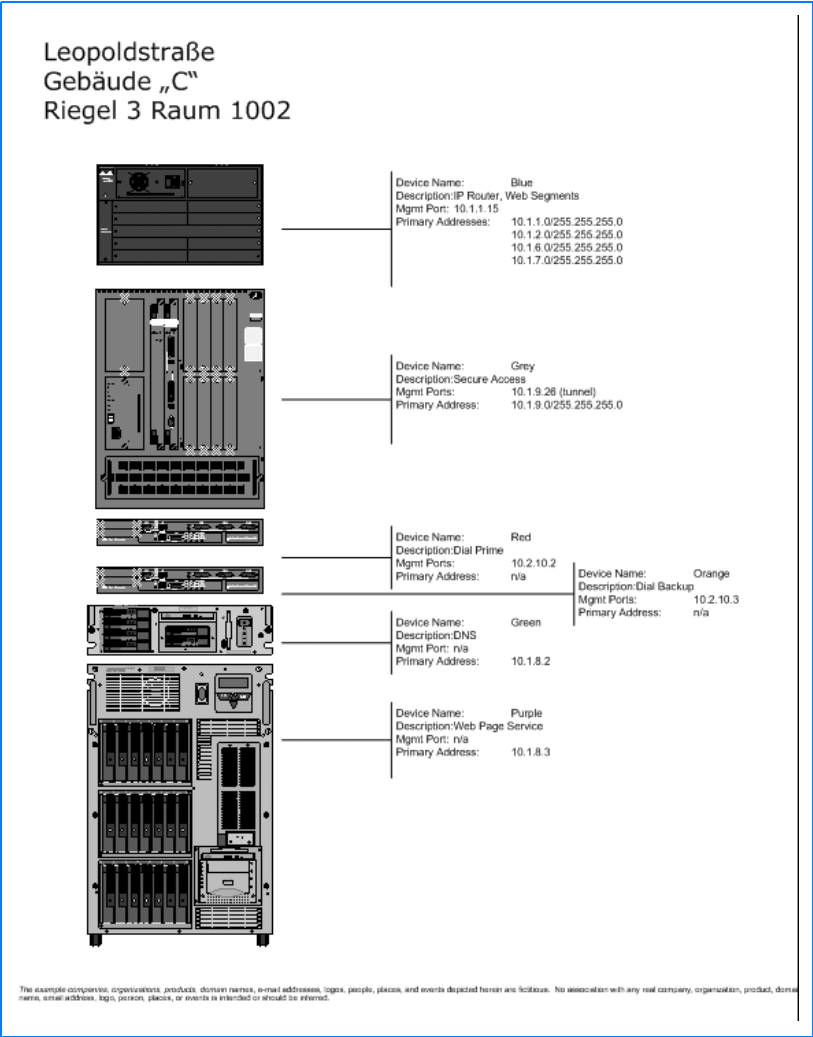 Leopoldstraße
Gebäude „C“
Riegel 3 Raum 1002
Device Name: Blue
Description:IP Router, Web Segments
Mgmt Port: 10.1.1.15
Primary Addresses: 10.1.1.0/255.255.255.0
10.1.2.0/255.255.255.0
10.1.6.0/255.255.255.0
10.1.7.0/255.255.255.0
Device Name: Grey
Description:Secure Access
Mgmt Ports: 10.1.9.26 (tunnel)
Primary Address: 10.1.9.0/255.255.255.0
Device Name: Red
Description:Dial Prime
Mgmt Ports: 10.2.10.2
Primary Address: n/a
Device Name: Orange
Description:Dial Backup
Mgmt Ports: 10.2.10.3
Primary Address: n/a
Device Name: Green
Description:DNS
Mgmt Port: n/a
Primary Address: 10.1.8.2
Device Name: Purple
Description:Web Page Service
Mgmt Port: n/a
Primary Address: 10.1.8.3
The example companies, organizations, products, domain names, e-mail addresses, logos, people, places, and events depicted herein are fictitious. No association with any real company, organization, product, domai
name, email address, logo, person, places, or events is intended or should be inferred.